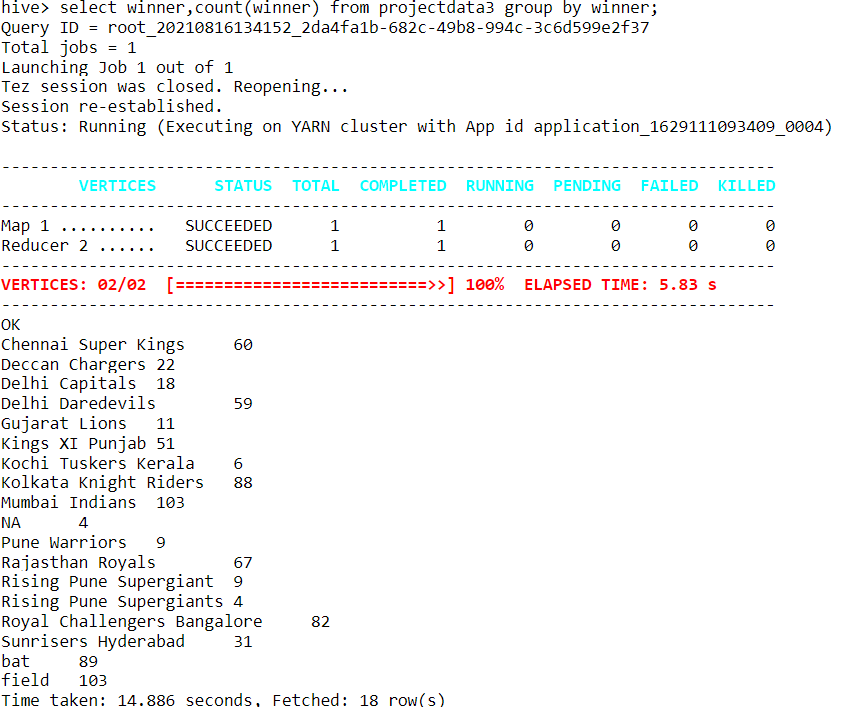 hive> select winner,count(winner) from projectdata3 group by winner;
Query ID = root_20210816134152_2da4fa1b-682c-49b8-994c-3c6d599e2f37
Total jobs = 1
Launching Job 1 out of 1
Tez session was closed. Reopening...
Session re-established.
Status: Running (Executing on YARN cluster with App id application_1629111093409_0004)
--------------------------------------------------------------------------------
VERTICES STATUS TOTAL COMPLETED RUNNING PENDING FAILED KILLED
--------------------------------------------------------------------------------
Map 1 .......... SUCCEEDED 1 1 0 0 0 0
Reducer 2 ...... SUCCEEDED 1 1 0 0 0 0
--------------------------------------------------------------------------------
VERTICES: 02/02 [==========================>>] 100% ELAPSED TIME: 5.83 s
--------------------------------------------------------------------------------
OK
Chennai Super Kings 60
Deccan Chargers 22
Delhi Capitals 18
Delhi Daredevils 59
Gujarat Lions 11
Kings XI Punjab 51
Kochi Tuskers Kerala 6
Kolkata Knight Riders 88
Mumbai Indians 103
NA 4
Pune Warriors 9
Rajasthan Royals 67
Rising Pune Supergiant 9
Rising Pune Supergiants 4
Royal Challengers Bangalore 82
Sunrisers Hyderabad 31
bat 89
field 103
Time taken: 14.886 seconds, Fetched: 18 row(s)